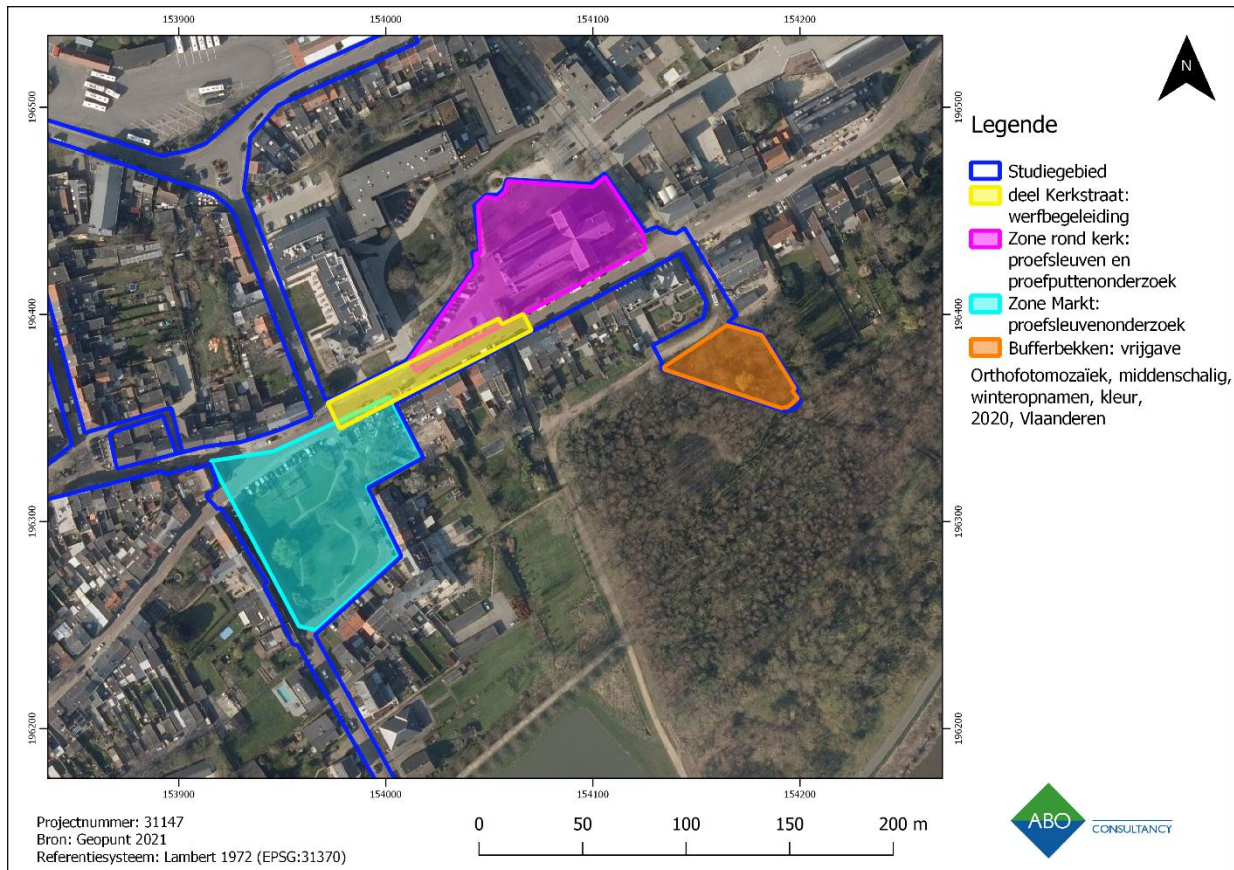 153900
154000
154100
154200
196500
196500
196400
196400
196300
196300
196200
196200
153900
154000
154100
154200
N
Legende
Studiegebied
deel Kerkstraat:
werfbegeleiding
Zone rond kerk:
proefsleuven en
proefputtenonderzoek
Zone Markt:
proefsleuvenonderzoek
Bufferbekken: vrijgave
Orthofotomozaïek, middenschalig,
winteropnamen, kleur,
2020, Vlaanderen
Projectnummer: 31147
Bron: Geopunt 2021
Referentiesysteem: Lambert 1972 (EPSG:31370)
0 50 100 150 200 m
ABO
CONSULTANCY